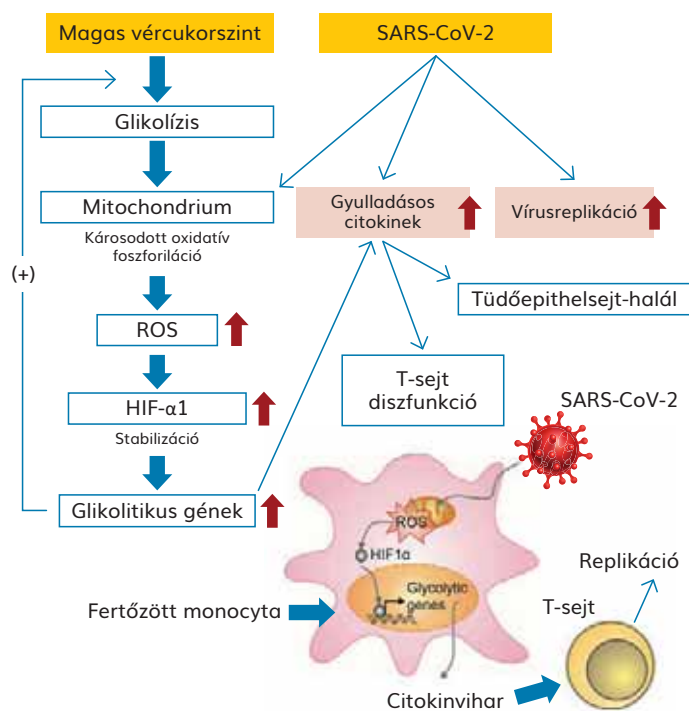 Magas vércukorszint
SARS-CoV-2
Glikolízis
Mitochondrium
Károsodott oxidatív
foszforiláció
Gyulladásos
citokinek
Vírusreplikáció
(+)
ROS
Tüdőepithelsejt-halál
HIF-α1
Stabilizáció
T-sejt
diszfunkció
SARS-CoV-2
Glikolitikus gének
ROS
HIF1α
Glycolytic
genes
Fertőzött monocyta
Replikáció
T-sejt
Citokinvihar